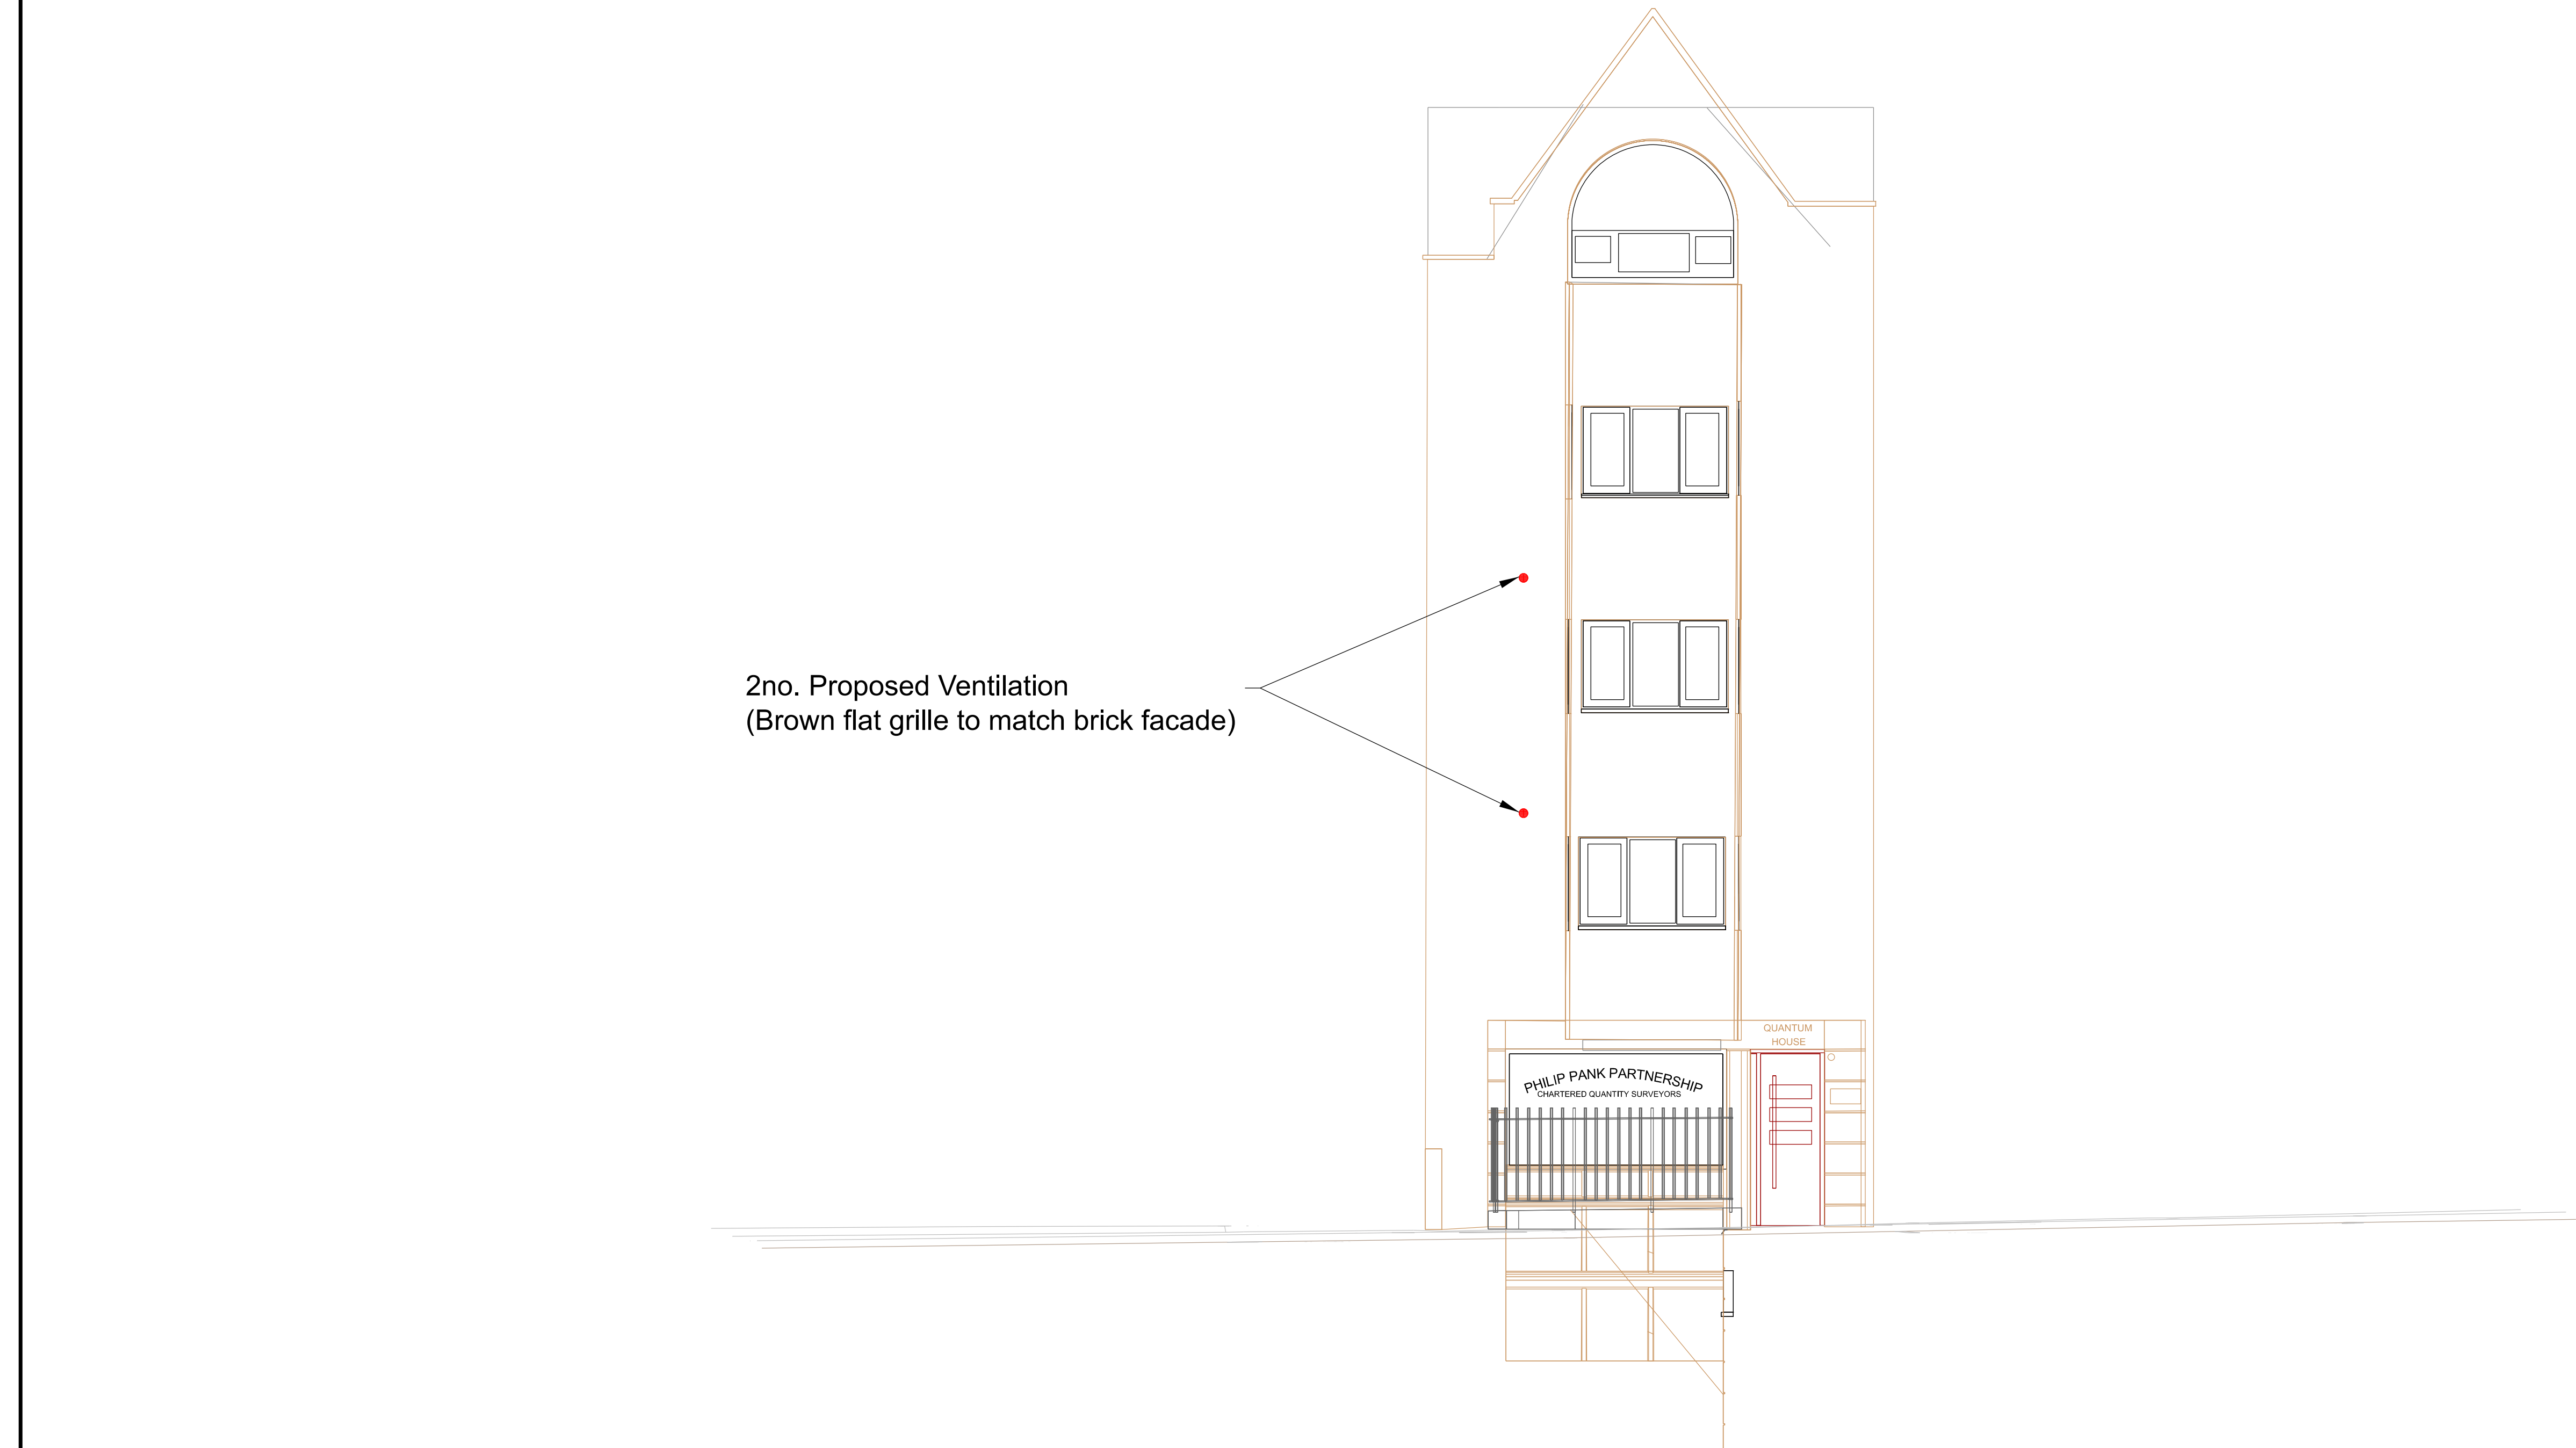 2no. Proposed Ventilation
(Brown flat grille to match brick facade)
QUANTUM
HOUSE
PHILIP PANK PARTNERSHIP
CHARTERED QUANTITY SURVEYORS